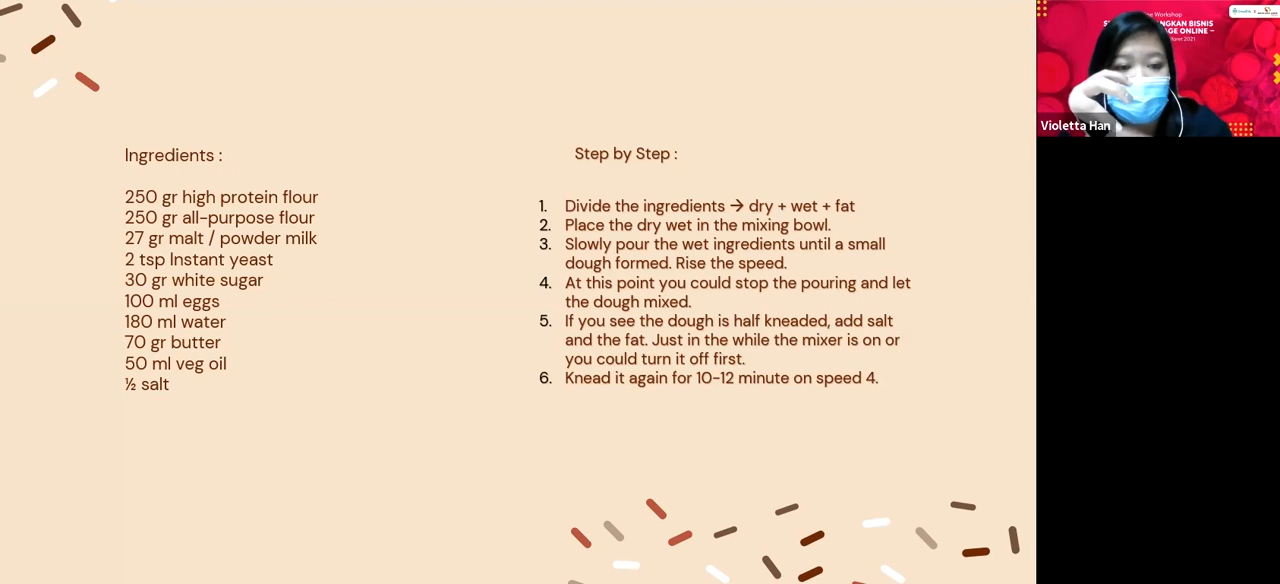 Ingredients :
250 gr high protein flour
250 gr all-purpose flour
27 gr malt / powder milk
2 tsp Instant yeast
30 gr white sugar
100 ml eggs
180 ml water
70 gr butter
50 ml veg oil
½ salt
Step by Step :
1. Divide the ingredients → dry + wet + fat
2. Place the dry wet in the mixing bowl.
3. Slowly pour the wet ingredients until a small
dough formed. Rise the speed.
4. At this point you could stop the pouring and let
the dough mixed.
5. If you see the dough is half kneaded, add salt
and the fat. Just in the while the mixer is on or
you could turn it off first.
6. Knead it again for 10-12 minute on speed 4.
Workshop
BISNIS
ONLINE –
2021
Violetta Han